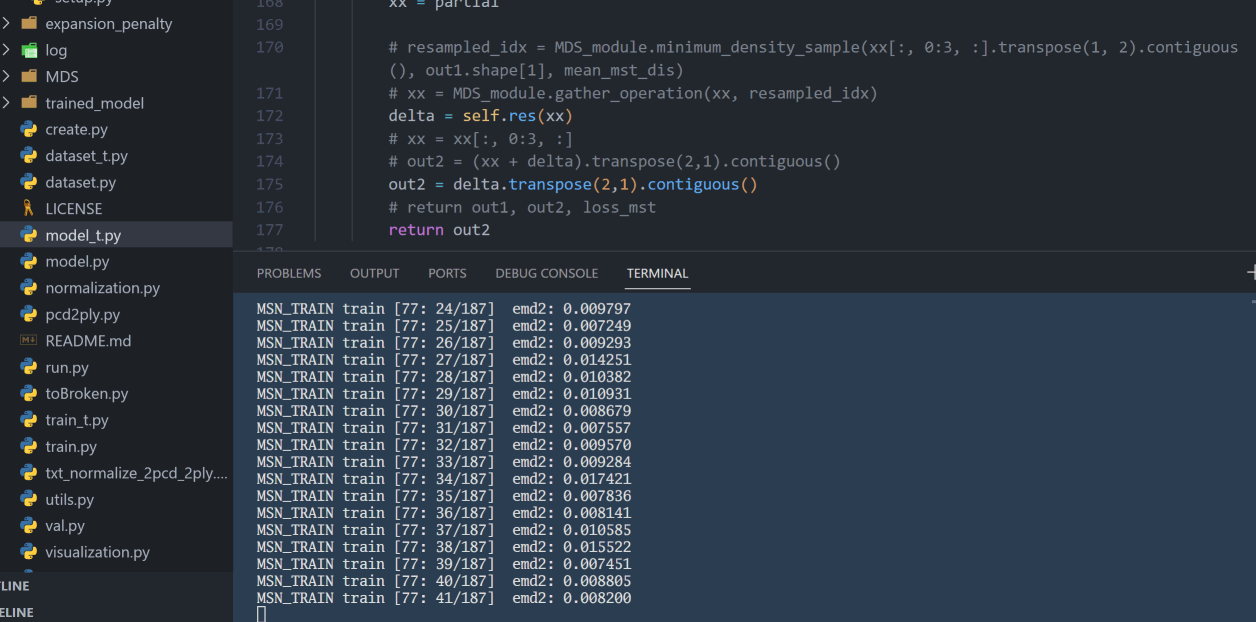 setup.py
expansion_penalty
log
MDS
trained_model
create.py
dataset_t.py
dataset.py
LICENSE
model_t.py
model.py
normalization.py
pcd2ply.py
README.md
run.py
toBroken.py
train_t.py
train.py
txt_normalize_2pcd_2ply....
utils.py
val.py
visualization.py
LINE
ELINE
168 xx = partial
169
170 # resampled_idx = MDS_module.minimum_density_sample(xx[:, 0:3, :].transpose(1, 2).contiguous
(), out1.shape[1], mean_mst_dis)
171 # xx = MDS_module.gather_operation(xx, resampled_idx)
172 delta = self.res(xx)
173 # xx = xx[:, 0:3, :]
174 # out2 = (xx + delta).transpose(2,1).contiguous()
175 out2 = delta.transpose(2,1).contiguous()
176 # return out1, out2, loss_mst
177 return out2
178
PROBLEMS OUTPUT PORTS DEBUG CONSOLE TERMINAL
MSN_TRAIN train [77: 24/187] emd2: 0.009797
MSN_TRAIN train [77: 25/187] emd2: 0.007249
MSN_TRAIN train [77: 26/187] emd2: 0.009293
MSN_TRAIN train [77: 27/187] emd2: 0.014251
MSN_TRAIN train [77: 28/187] emd2: 0.010382
MSN_TRAIN train [77: 29/187] emd2: 0.010931
MSN_TRAIN train [77: 30/187] emd2: 0.008679
MSN_TRAIN train [77: 31/187] emd2: 0.007557
MSN_TRAIN train [77: 32/187] emd2: 0.009570
MSN_TRAIN train [77: 33/187] emd2: 0.009284
MSN_TRAIN train [77: 34/187] emd2: 0.017421
MSN_TRAIN train [77: 35/187] emd2: 0.007836
MSN_TRAIN train [77: 36/187] emd2: 0.008141
MSN_TRAIN train [77: 37/187] emd2: 0.010585
MSN_TRAIN train [77: 38/187] emd2: 0.015522
MSN_TRAIN train [77: 39/187] emd2: 0.007451
MSN_TRAIN train [77: 40/187] emd2: 0.008805
MSN_TRAIN train [77: 41/187] emd2: 0.008200